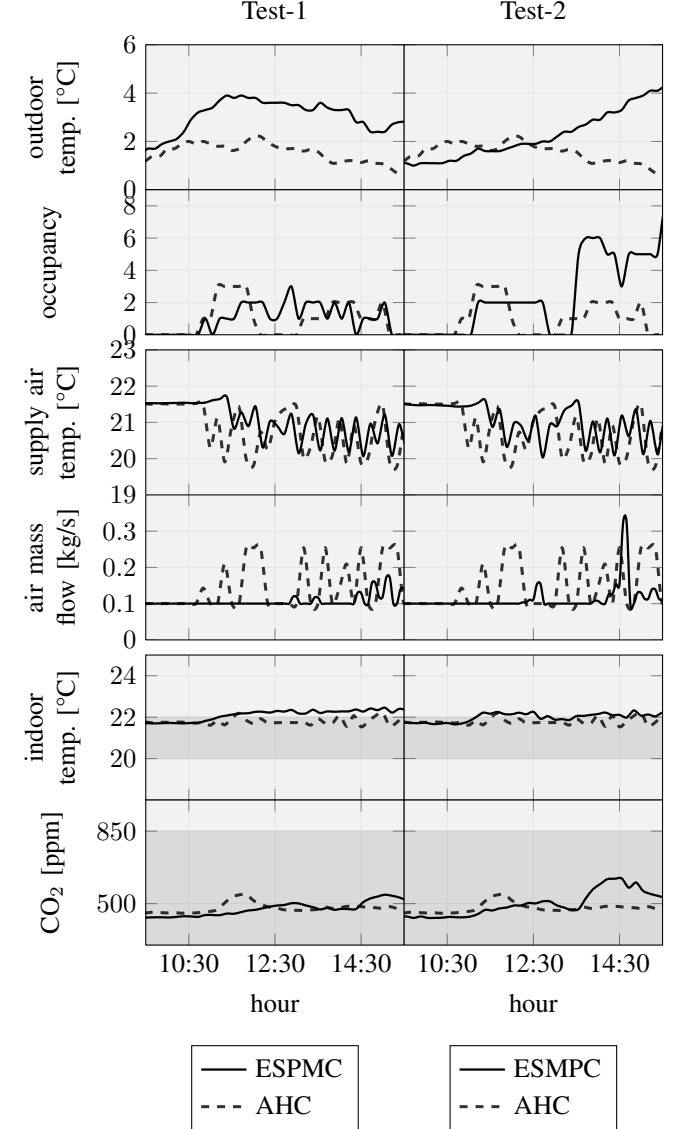 Test-1 Test-2
outdoor
temp. [°C]
6
4
2
0
occupancy
8
6
4
2
0
supply air
temp. [°C]
23
22
21
20
19
air mass
flow [kg/s]
0.3
0.2
0.1
0
indoor
temp. [°C]
24
22
20
CO₂ [ppm]
850
500
10:30 12:30 14:30 10:30 12:30 14:30
hour hour
ESPMC ESMPC
AHC AHC